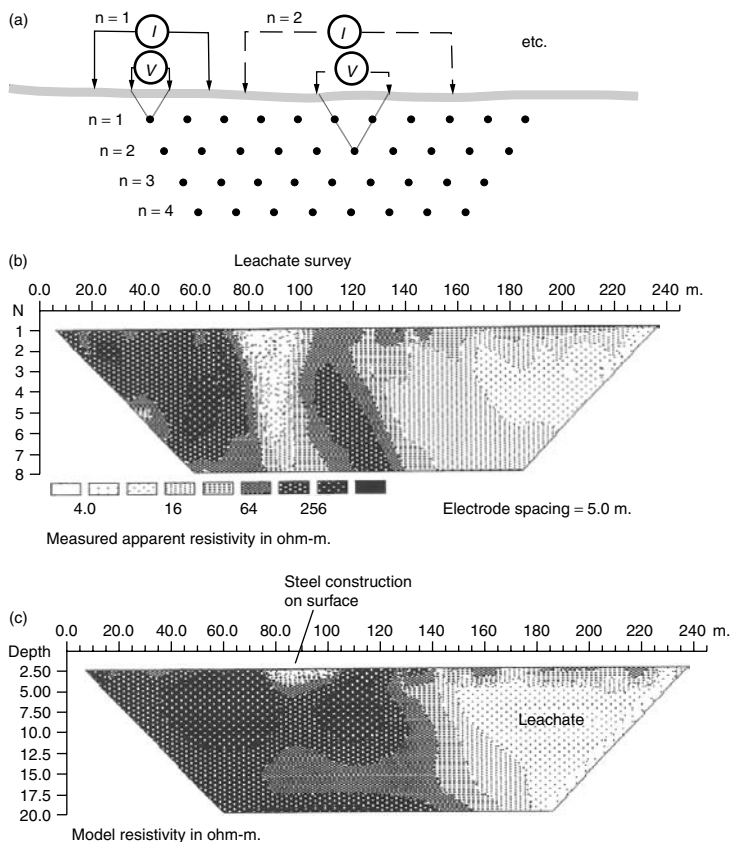 (a)
n = 1
I
n = 2
I
etc.
V
V
n = 1
n = 2
n = 3
n = 4
(b)
Leachate survey
0.0 20.0 40.0 60.0 80.0 100.0 120 140 160 180 200 220 240 m.
N
1
2
3
4
5
6
7
8
4.0 16 64 256
Electrode spacing = 5.0 m.
Measured apparent resistivity in ohm-m.
Steel construction
on surface
(c)
0.0 20.0 40.0 60.0 80.0 100.0 120 140 160 180 200 220 240 m.
Depth
2.50
5.00
7.50
10.0
12.5
15.0
17.5
20.0
Leachate
Model resistivity in ohm-m.